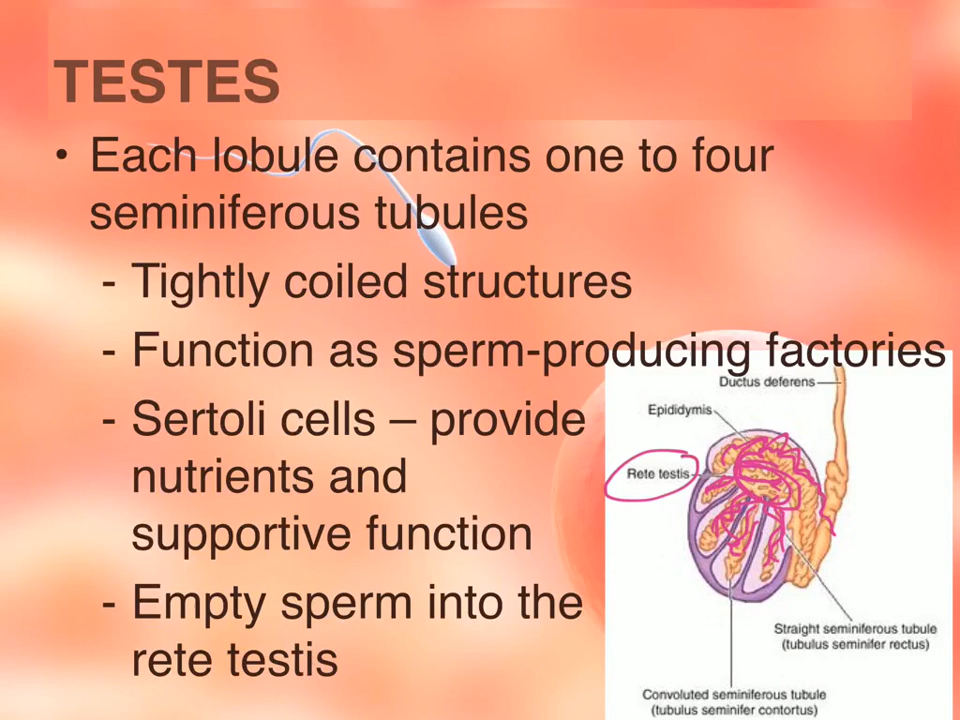 TESTES
• Each lobule contains one to four
seminiferous tubules
- Tightly coiled structures
- Function as sperm-producing factories
- Sertoli cells – provide
nutrients and
supportive function
- Empty sperm into the
rete testis
Ductus deferens
Epididymis
Rete testis
Straight seminiferous tubule
(tubulus seminifer rectus)
Convoluted seminiferous tubule
(tubulus seminifer contortus)